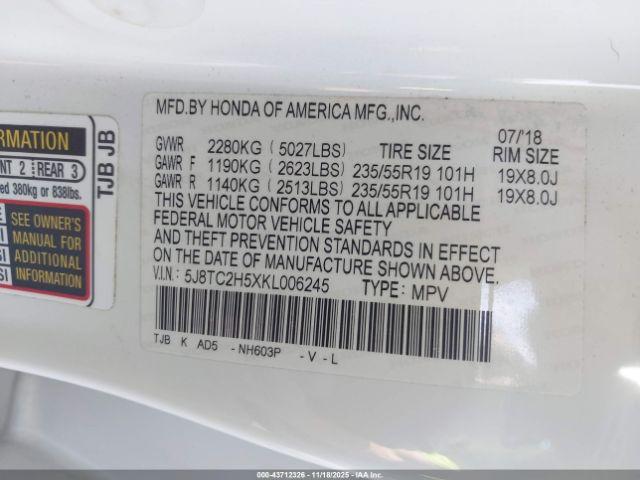 MFD.BY HONDA OF AMERICA MFG.,INC.
07/'18
GVWR 2280KG (5027LBS) TIRE SIZE RIM SIZE
GAWR F 1190KG (2623LBS) 235/55R19 101H 19X8.0J
GAWR R 1140KG (2513LBS) 235/55R19 101H 19X8.0J
THIS VEHICLE CONFORMS TO ALL APPLICABLE
FEDERAL MOTOR VEHICLE SAFETY
AND THEFT PREVENTION STANDARDS IN EFFECT
ON THE DATE OF MANUFACTURE SHOWN ABOVE.
V.I.N.: 5J8TC2H5XKL006245 TYPE: MPV
TJB K AD5 -NH603P -V-L
ORMATION
NT 2 REAR 3
ed 380kg or 838lbs.
SEE OWNER'S
MANUAL FOR
ADDITIONAL
INFORMATION
TJB JB
000-43712326 * 11/18/2025 * IAA Inc.